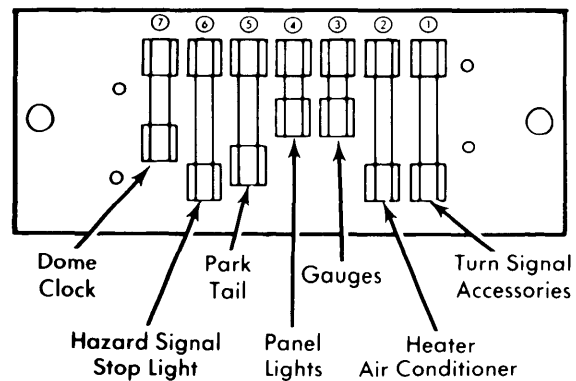 7 6 5 4 3 2 1
Dome
Clock
Park
Tail
Gauges
Turn Signal
Accessories
Hazard Signal
Stop Light
Panel
Lights
Heater
Air Conditioner